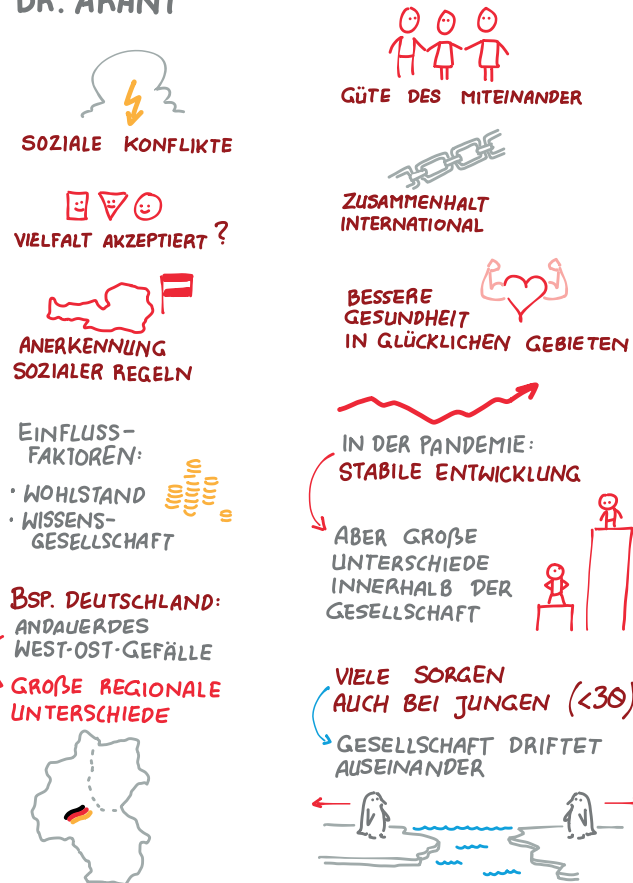 DR. ARANT
SOZIALE KONFLIKTE
VIELFALT AKZEPTIERT?
ANERKENNUNG
SOZIALER REGELN
EINFLUSS-
FAKTOREN:
· WOHLSTAND
· WISSENS-
GESELLSCHAFT
BSP. DEUTSCHLAND:
ANDAUERDES
WEST-OST-GEFÄLLE
GROßE REGIONALE
UNTERSCHIEDE
GÜTE DES MITEINANDER
ZUSAMMENHALT
INTERNATIONAL
BESSERE
GESUNDHEIT
IN GLÜCKLICHEN GEBIETEN
IN DER PANDEMIE:
STABILE ENTWICKLUNG
ABER GROßE
UNTERSCHIEDE
INNERHALB DER
GESELLSCHAFT
VIELE SORGEN
AUCH BEI JUNGEN (<30)
GESELLSCHAFT DRIFTET
AUSEINANDER